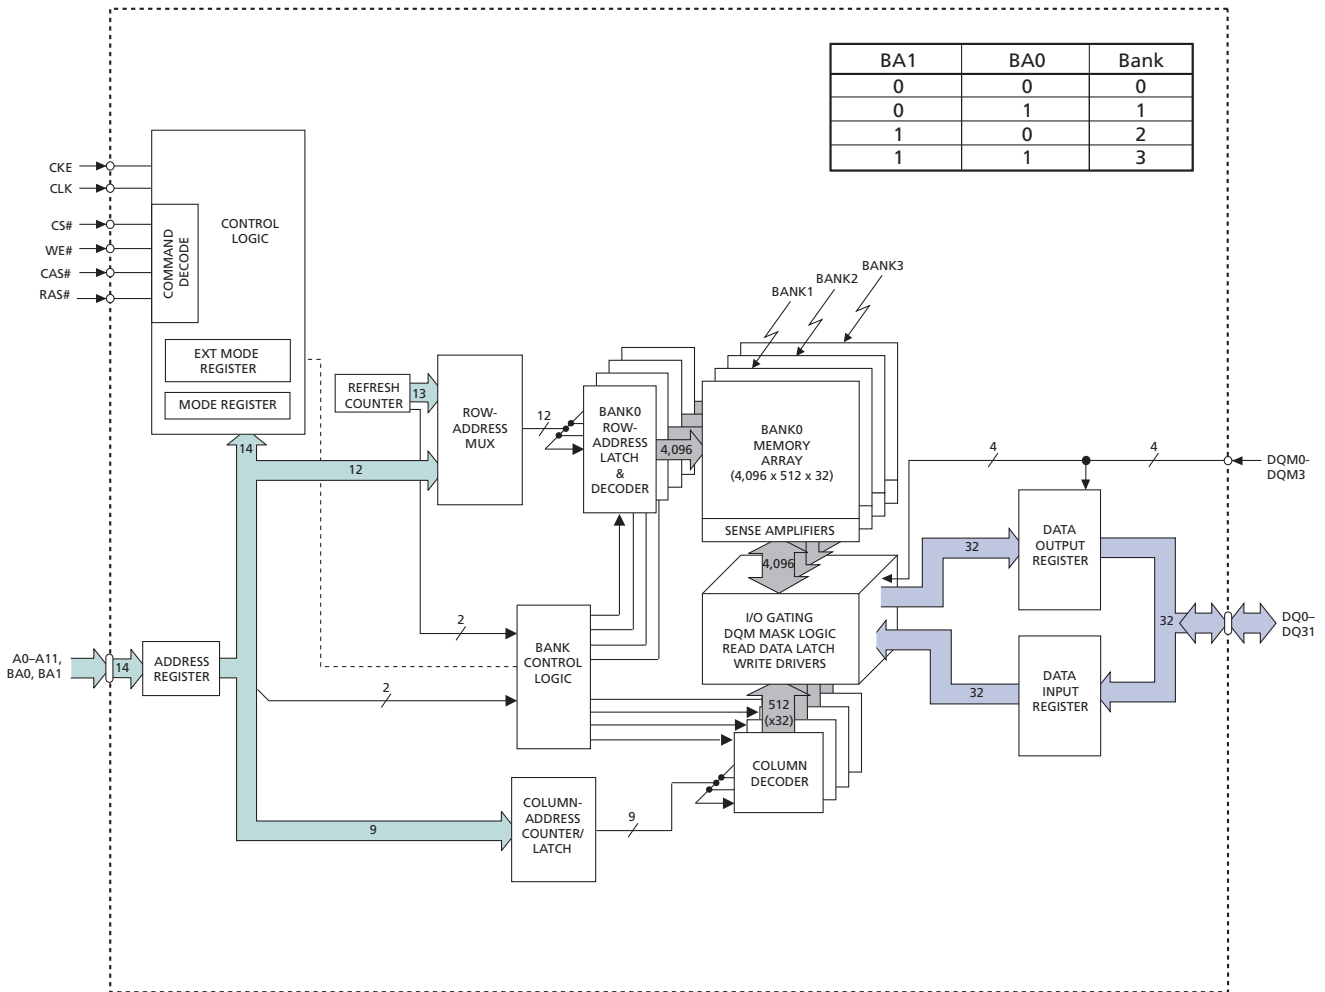 BA1 BA0 Bank
0 0 0
0 1 1
1 0 2
1 1 3
CKE
CLK
CS#
WE#
CAS#
RAS#
COMMAND
DECODE
CONTROL
LOGIC
EXT MODE
REGISTER
MODE REGISTER
BANK1
BANK2
BANK3
REFRESH
COUNTER
13
ROW-
ADDRESS
MUX
12
BANK0
ROW-
ADDRESS
LATCH
&
DECODER
4,096
BANK0
MEMORY
ARRAY
(4,096 x 512 x 32)
SENSE AMPLIFIERS
14
12
4
4
DQM0-
DQM3
DATA
OUTPUT
REGISTER
32
4,096
I/O GATING
DQM MASK LOGIC
READ DATA LATCH
WRITE DRIVERS
32
DQ0–
DQ31
2
BANK
CONTROL
LOGIC
A0–A11,
BA0, BA1
14
ADDRESS
REGISTER
2
32
DATA
INPUT
REGISTER
512
(x32)
COLUMN
DECODER
COLUMN-
ADDRESS
COUNTER/
LATCH
9
9